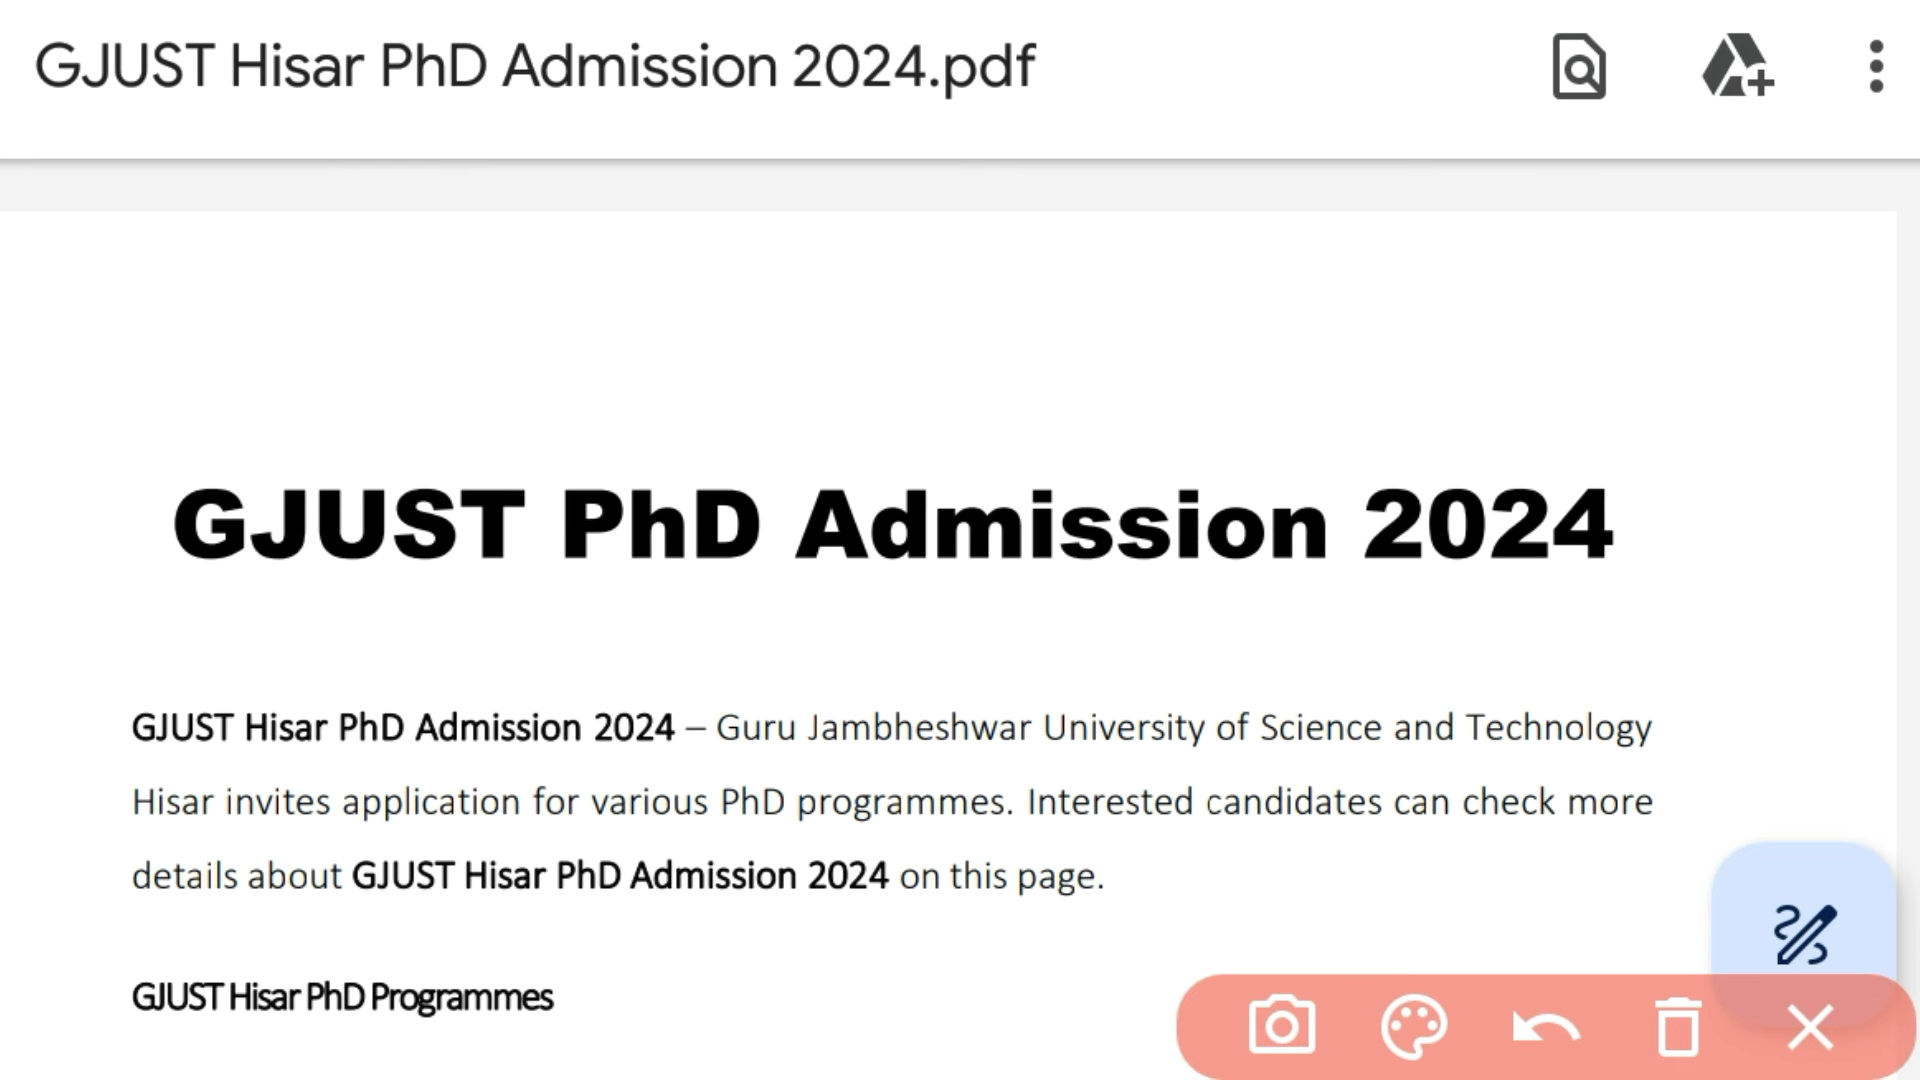 GJUST Hisar PhD Admission 2024.pdf
GJUST PhD Admission 2024
GJUST Hisar PhD Admission 2024 – Guru Jambheshwar University of Science and Technology
Hisar invites application for various PhD programmes. Interested candidates can check more
details about GJUST Hisar PhD Admission 2024 on this page.
GJUST Hisar PhD Programmes